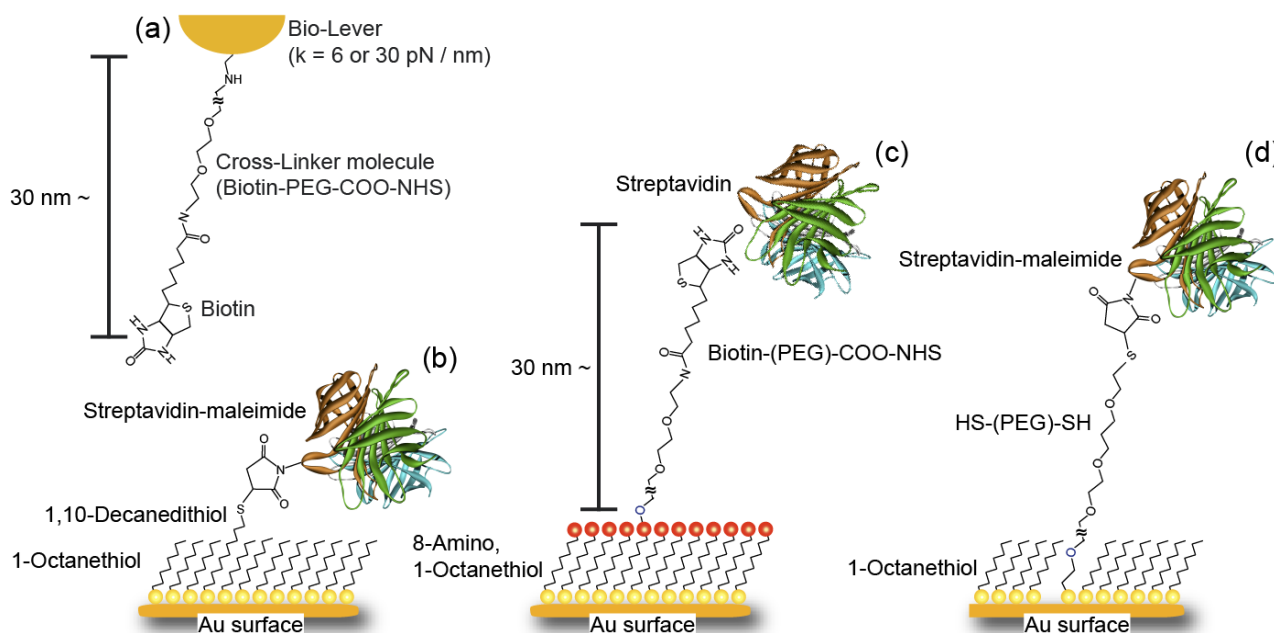 (a)
Bio-Lever
(k = 6 or 30 pN / nm)
NH
O
30 nm ~
Cross-Linker molecule
(Biotin-PEG-COO-NHS)
O
N
O
S
Biotin
H
N
O
N
H
(b)
Streptavidin-maleimide
O
N
O
S
1,10-Decanedithiol
1-Octanethiol
Au surface
(c)
Streptavidin
H
N
O
N
H
S
30 nm ~
O
Biotin-(PEG)-COO-NHS
N
O
O
O
8-Amino,
1-Octanethiol
Au surface
(d)
Streptavidin-maleimide
O
N
O
S
O
HS-(PEG)-SH
O
O
O
1-Octanethiol
Au surface